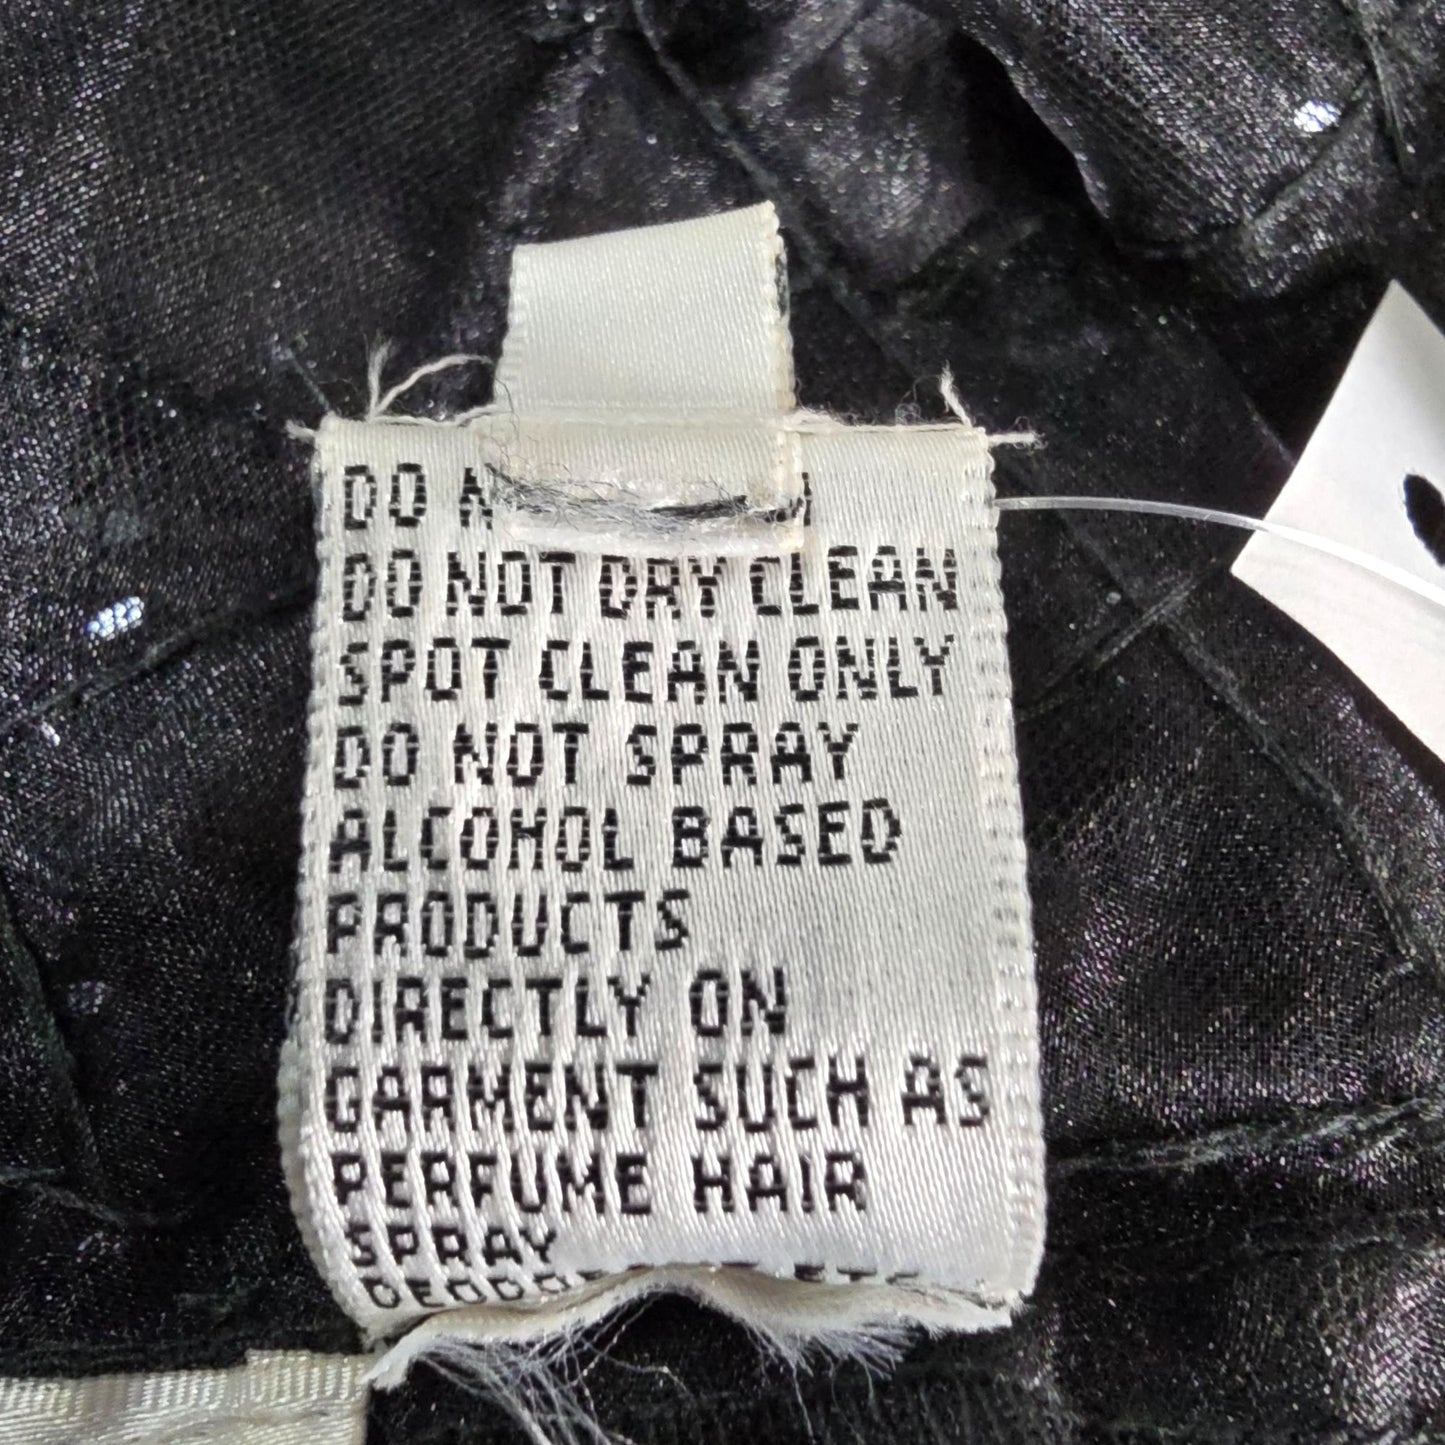 DO
DO NOT DRY CLEAN
SPOT CLEAN ONLY
DO NOT SPRAY
ALCOHOL BASED
PRODUCTS
DIRECTLY ON
GARMENT SUCH AS
PERFUME HAIR
SPRAY